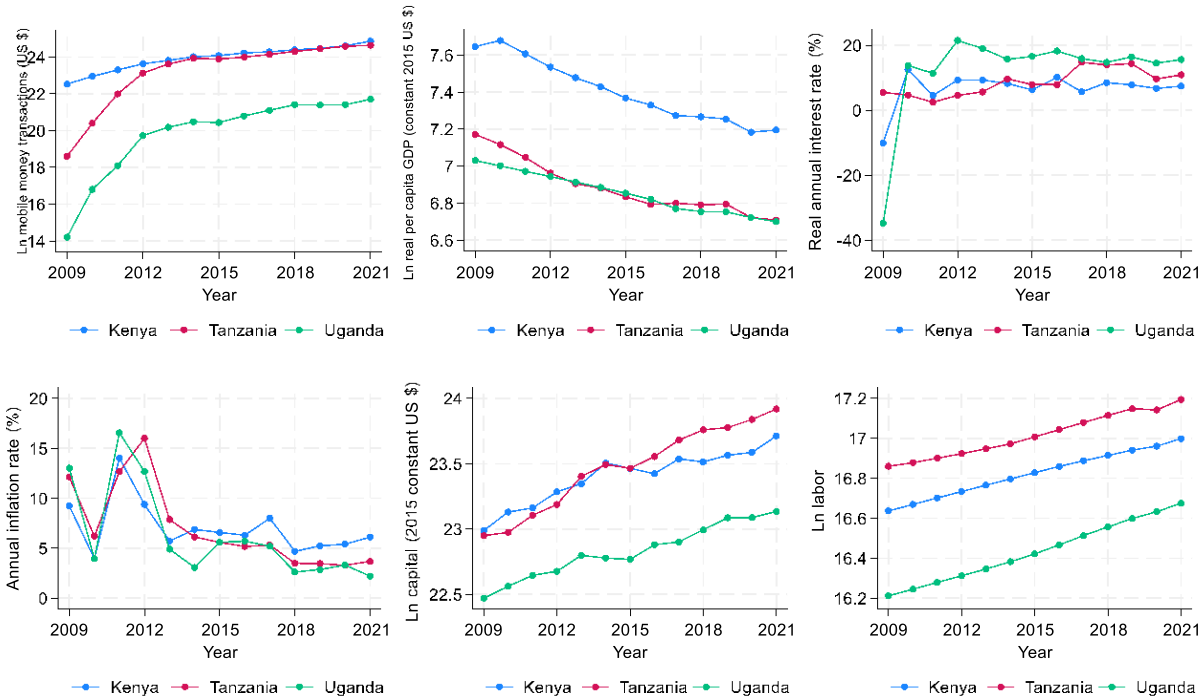 Ln mobile money transactions (US $)
24
22
20
18
16
14
2009 2012 2015 2018 2021
Year
Kenya Tanzania Uganda
Ln real per capita GDP (constant 2015 US $)
7.6
7.4
7.2
7
6.8
6.6
2009 2012 2015 2018 2021
Year
Kenya Tanzania Uganda
Real annual interest rate (%)
20
0
-20
-40
2009 2012 2015 2018 2021
Year
Kenya Tanzania Uganda
Annual inflation rate (%)
20
15
10
5
0
2009 2012 2015 2018 2021
Year
Kenya Tanzania Uganda
Ln capital (2015 constant US $)
24
23.5
23
22.5
2009 2012 2015 2018 2021
Year
Kenya Tanzania Uganda
Ln labor
17.2
17
16.8
16.6
16.4
16.2
2009 2012 2015 2018 2021
Year
Kenya Tanzania Uganda